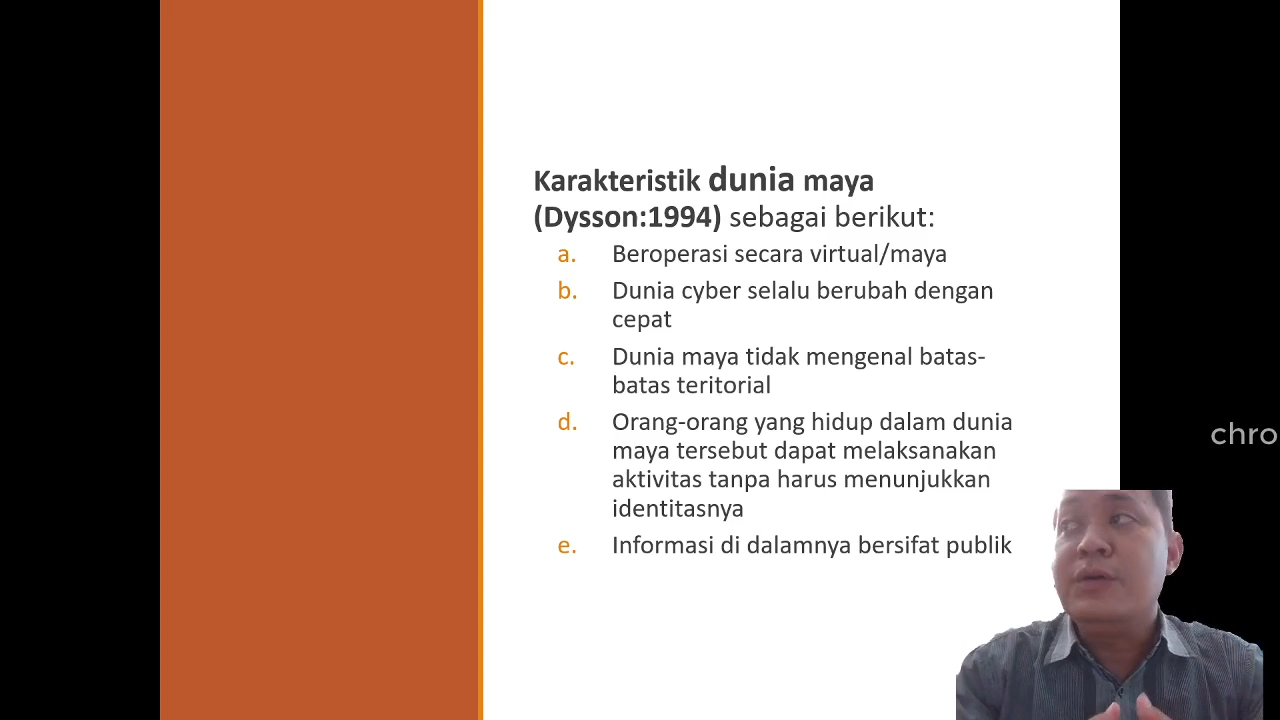 Karakteristik dunia maya
(Dysson:1994) sebagai berikut:
a. Beroperasi secara virtual/maya
b. Dunia cyber selalu berubah dengan
cepat
c. Dunia maya tidak mengenal batas-
batas teritorial
d. Orang-orang yang hidup dalam dunia
maya tersebut dapat melaksanakan
aktivitas tanpa harus menunjukkan
identitasnya
e. Informasi di dalamnya bersifat publik
chro